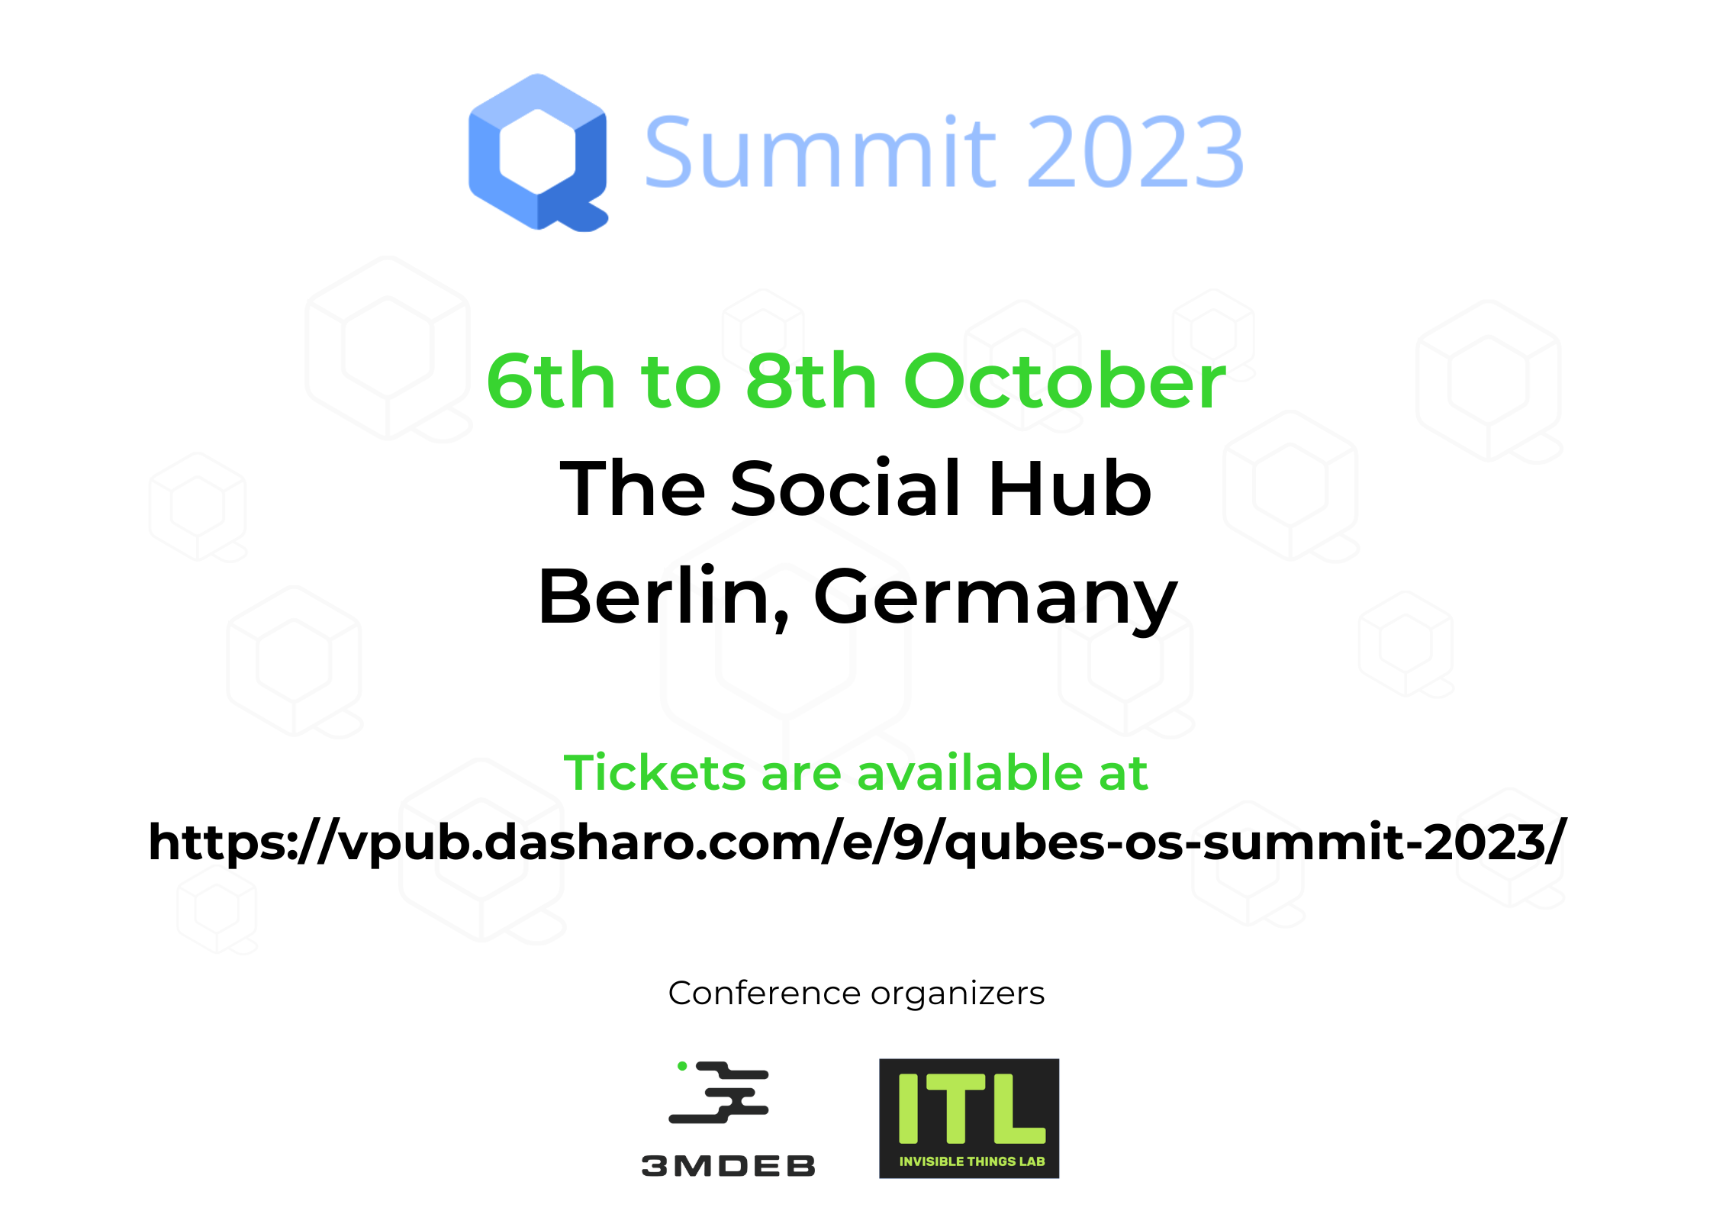 Summit 2023
6th to 8th October
The Social Hub
Berlin, Germany
Tickets are available at
https://vpub.dasharo.com/e/9/qubes-os-summit-2023/
Conference organizers
3MDEB
ITL
INVISIBLE THINGS LAB